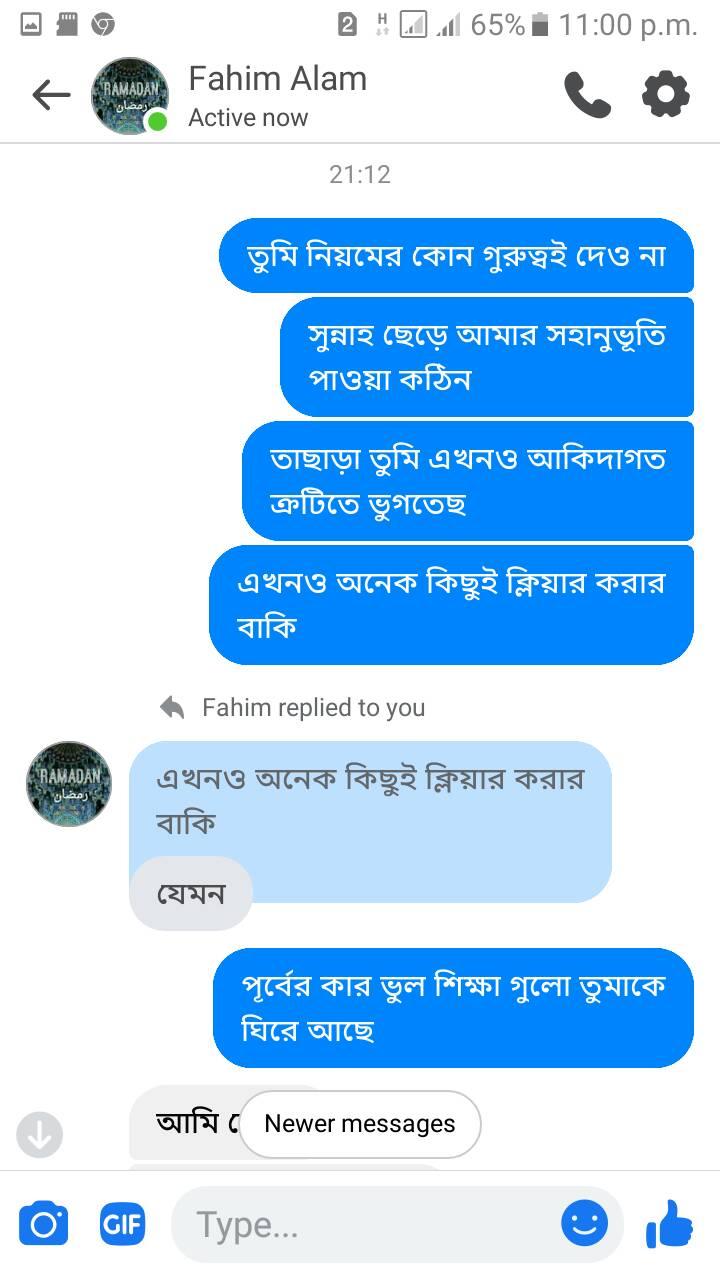 2 H 65% 11:00 p.m.
RAMADAN
رمضان
Fahim Alam
Active now
21:12
তুমি নিয়মের কোন গুরুত্বই দেও না
সুন্নাহ ছেড়ে আমার সহানুভূতি
পাওয়া কঠিন
তাছাড়া তুমি এখনও আকিদাগত
ক্রটিতে ভুগতেছ
এখনও অনেক কিছুই ক্লিয়ার করার
বাকি
Fahim replied to you
RAMADAN
رمضان
এখনও অনেক কিছুই ক্লিয়ার করার
বাকি
যেমন
পূর্বের কার ভুল শিক্ষা গুলো তুমাকে
ঘিরে আছে
আমি
Newer messages
GIF
Type...